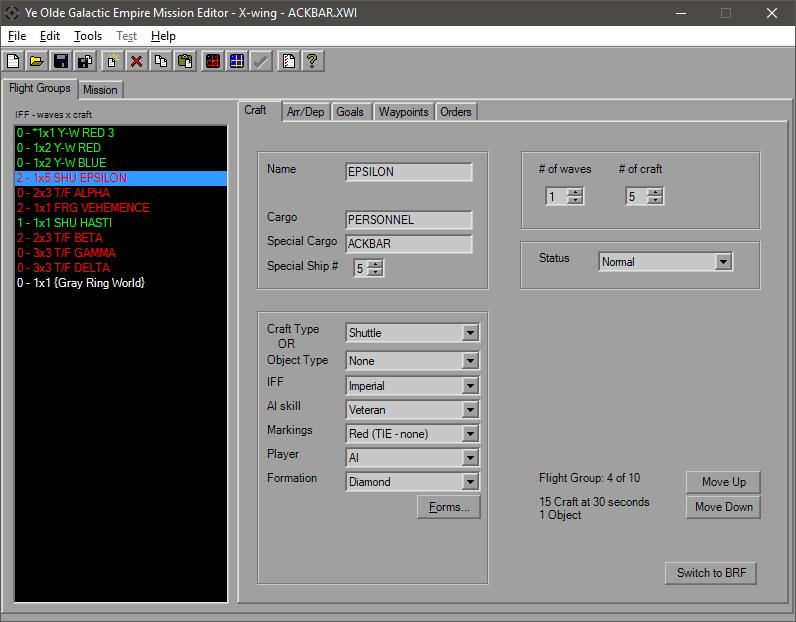 Ye Olde Galactic Empire Mission Editor - X-wing - ACKBAR.XWI
File Edit Tools Test Help
Flight Groups Mission
IFF - waves x craft
0 - *1x1 Y-W RED 3
0 - 1x2 Y-W RED
0 - 1x2 Y-W BLUE
2 - 1x5 SHU EPSILON
0 - 2x3 T/F ALPHA
2 - 1x1 FRG VEHEMENCE
1 - 1x1 SHU HASTI
2 - 2x3 T/F BETA
0 - 3x3 T/F GAMMA
0 - 3x3 T/F DELTA
0 - 1x1 {Gray Ring World}
Craft Arr/Dep Goals Waypoints Orders
Name EPSILON
Cargo PERSONNEL
Special Cargo ACKBAR
Special Ship # 5
# of waves # of craft
1 5
Status Normal
Craft Type Shuttle
OR
Object Type None
IFF Imperial
AI skill Veteran
Markings Red (TIE - none)
Player AI
Formation Diamond
Forms...
Flight Group: 4 of 10 Move Up
15 Craft at 30 seconds Move Down
1 Object
Switch to BRF